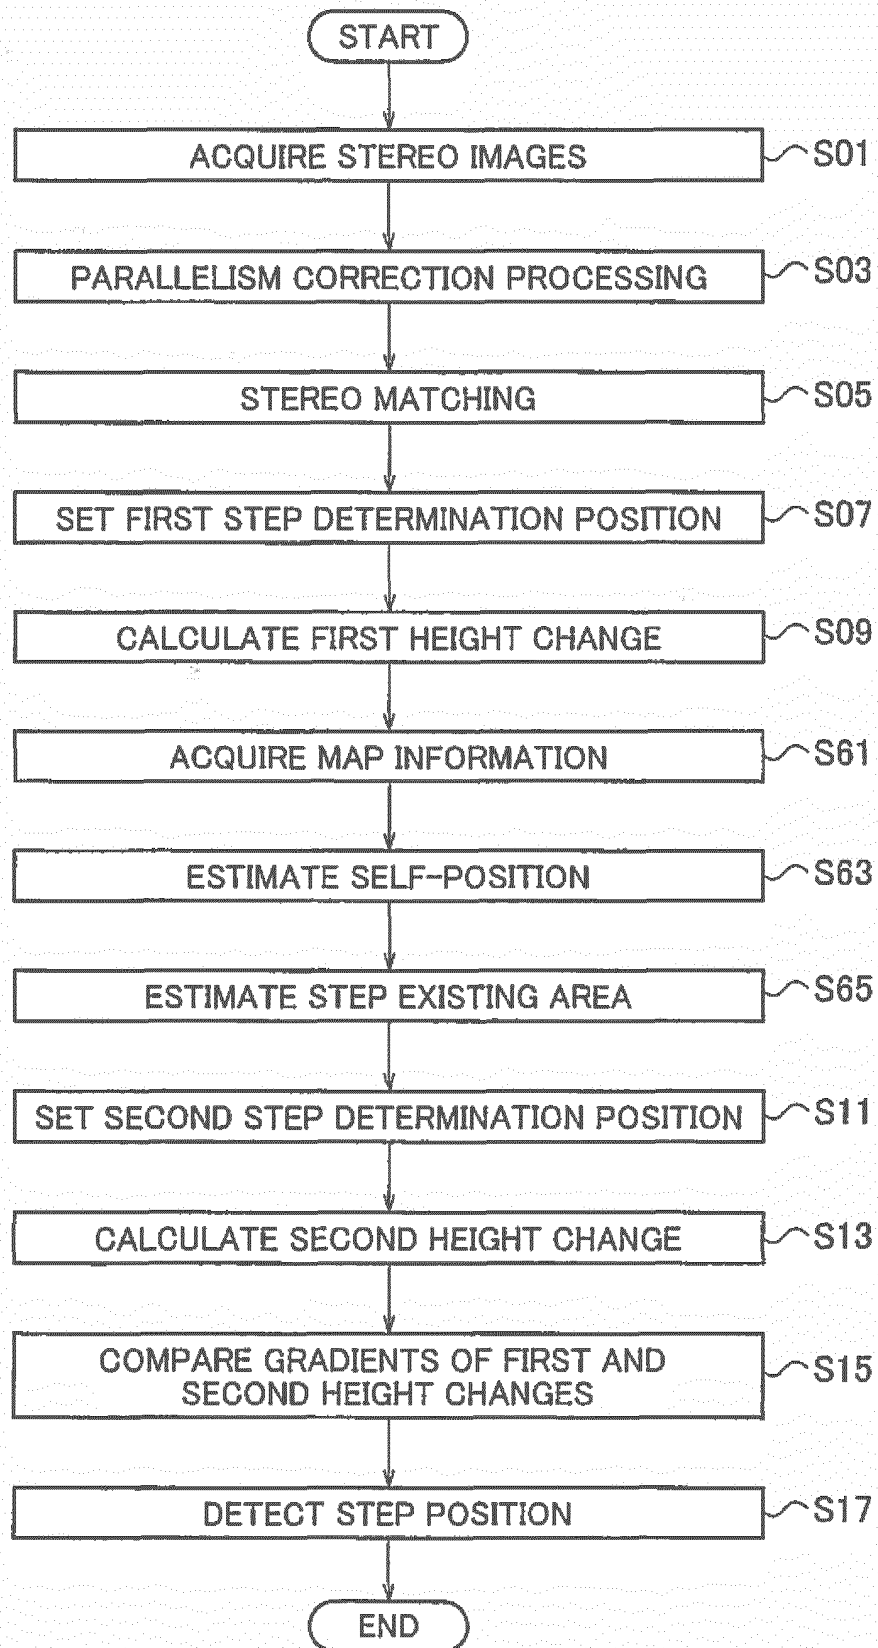 START
ACQUIRE STEREO IMAGES
S01
PARALLELISM CORRECTION PROCESSING
S03
STEREO MATCHING
S05
SET FIRST STEP DETERMINATION POSITION
S07
CALCULATE FIRST HEIGHT CHANGE
S09
ACQUIRE MAP INFORMATION
S61
ESTIMATE SELF-POSITION
S63
ESTIMATE STEP EXISTING AREA
S65
SET SECOND STEP DETERMINATION POSITION
S11
CALCULATE SECOND HEIGHT CHANGE
S13
COMPARE GRADIENTS OF FIRST AND
SECOND HEIGHT CHANGES
S15
DETECT STEP POSITION
S17
END